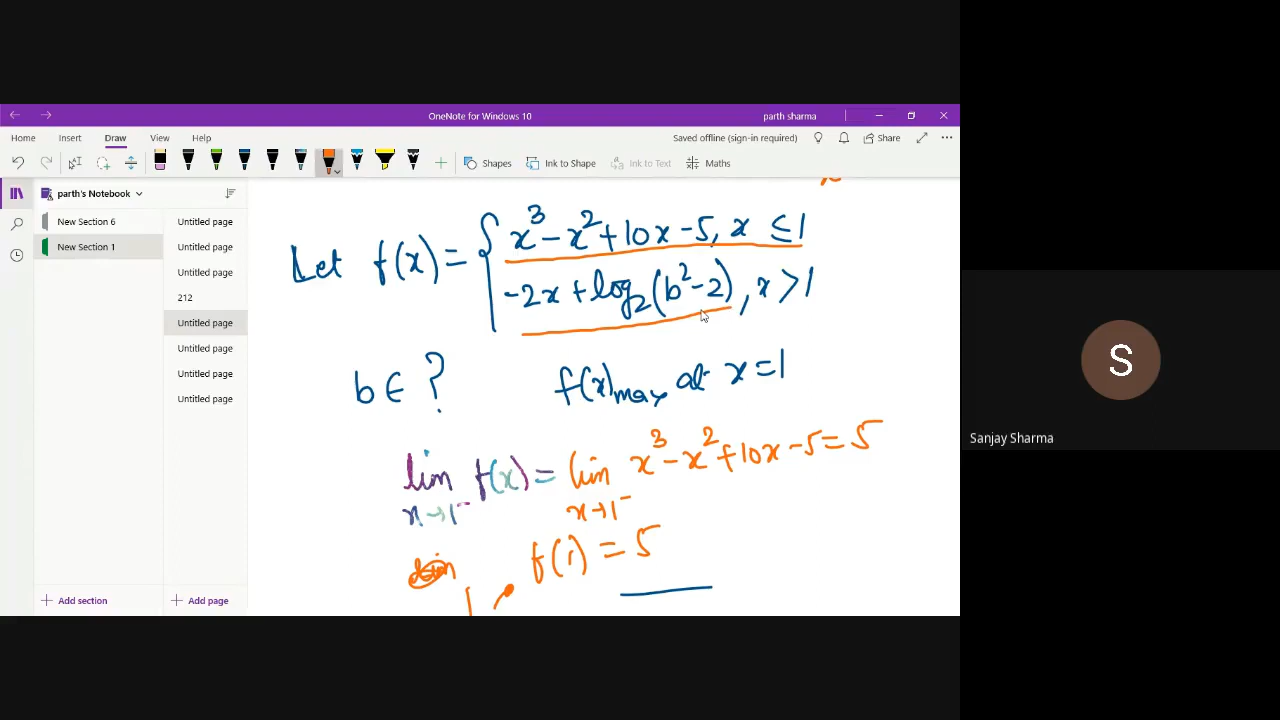 OneNote for Windows 10
parth sharma
Home Insert Draw View Help
Saved offline (sign-in required) Share
Shapes Ink to Shape Ink to Text Maths
parth's Notebook
New Section 6
New Section 1
Untitled page
Untitled page
Untitled page
212
Untitled page
Untitled page
Untitled page
Untitled page
Add section
Add page
Let f(x) = { x³ - x² + 10x - 5, x ≤ 1
-2x + log₂(b² - 2), x > 1
b ∈ ? f(x)max at x = 1
lim f(x) = lim x³ - x² + 10x - 5 = 5
x→1⁻ x→1⁻
f(1) = 5
S
Sanjay Sharma